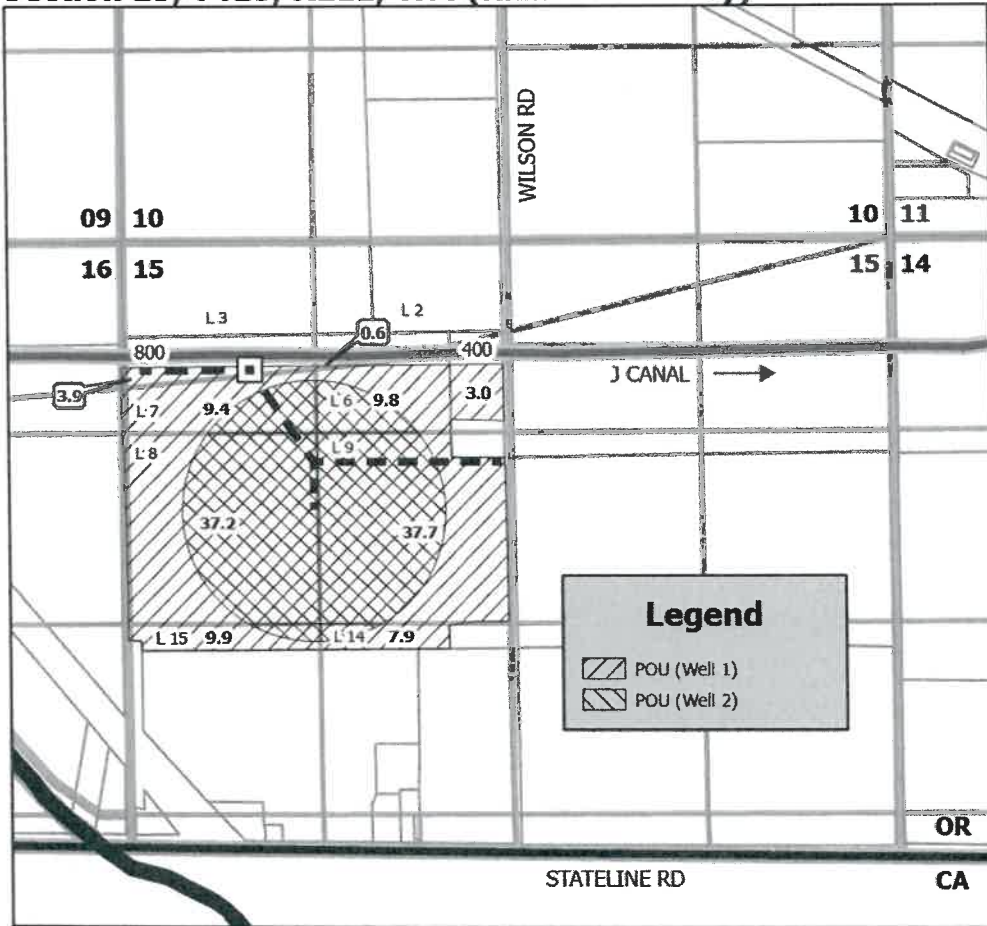 WILSON RD
09 10
10 11
16 15
15 14
L 3
L 2
0.6
800
400
J CANAL
3.9
L 7
9.4
L 6
9.8
3.0
L 8
L 9
37.2
37.7
L 15
9.9
L 14
7.9
Legend
POU (Well 1)
POU (Well 2)
OR
STATELINE RD
CA